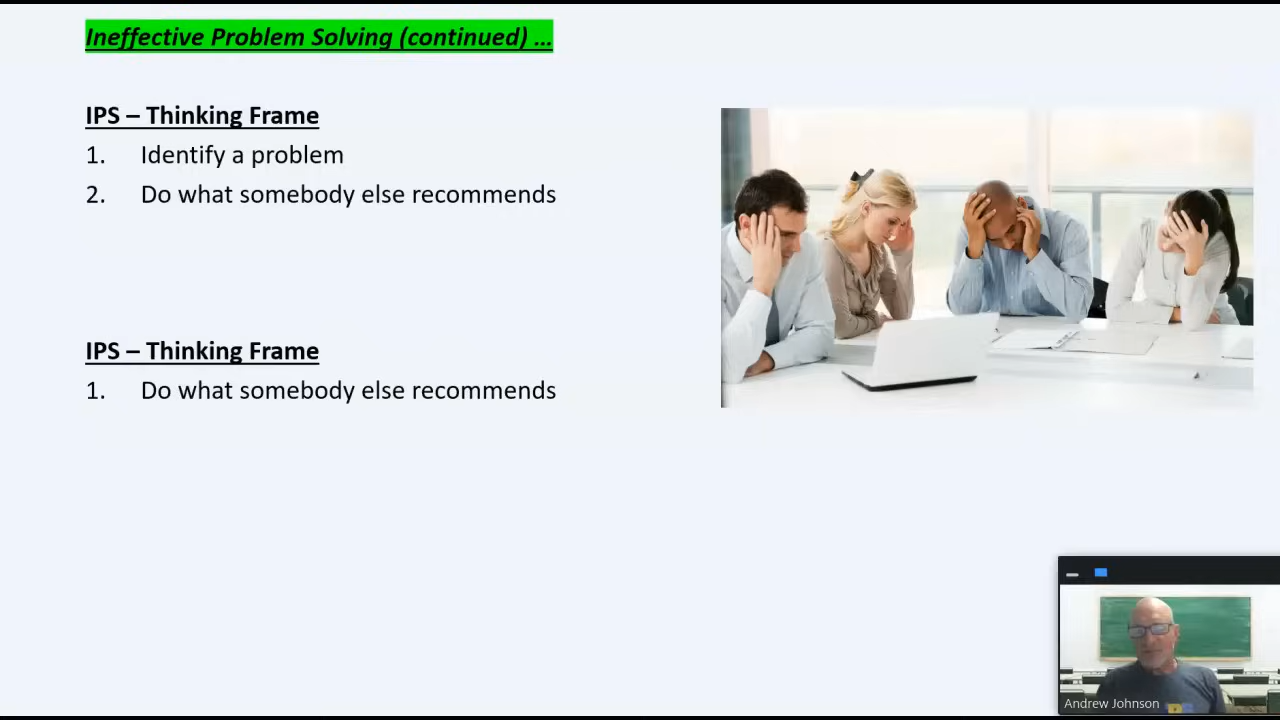 Ineffective Problem Solving (continued) …
IPS – Thinking Frame
1. Identify a problem
2. Do what somebody else recommends
IPS – Thinking Frame
1. Do what somebody else recommends
Andrew Johnson